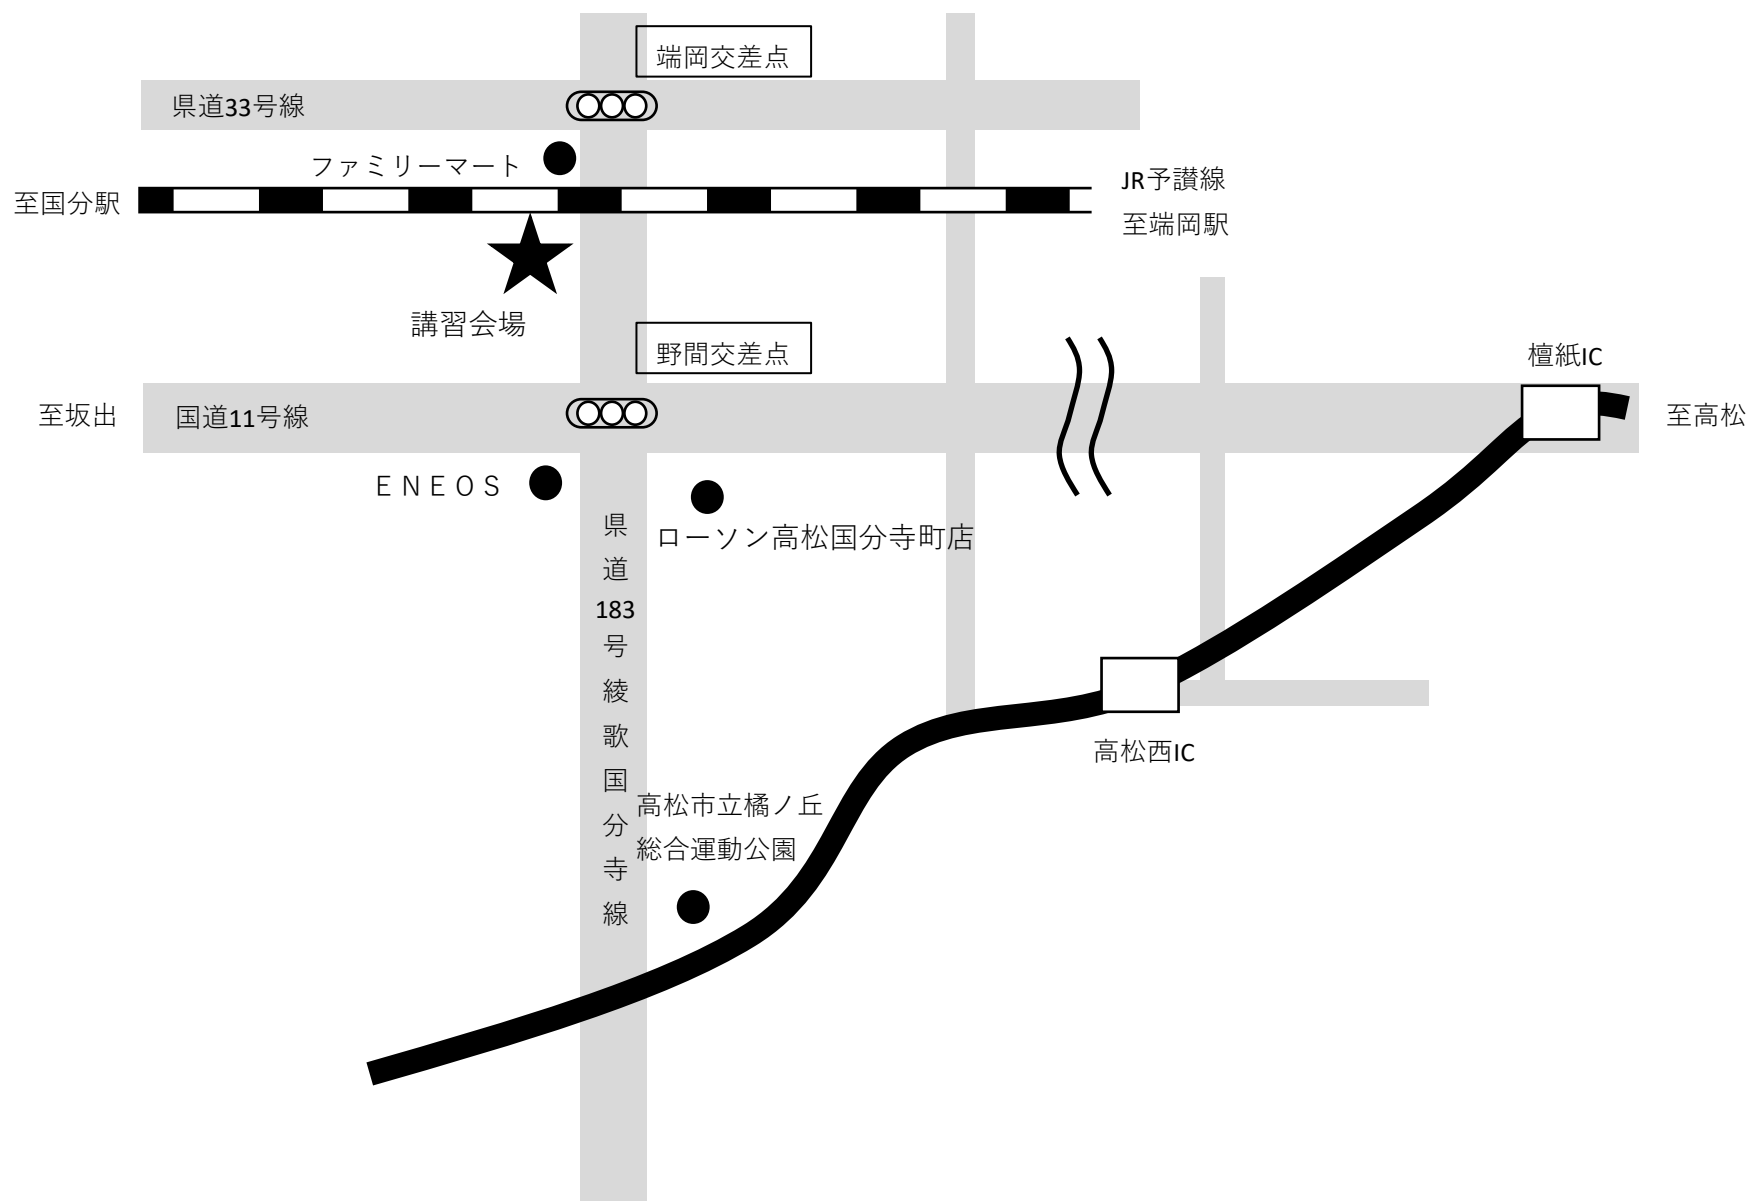 端岡交差点
県道33号線
ファミリーマート
至国分駅
JR予讃線
至端岡駅
講習会場
野間交差点
檀紙IC
至坂出
国道11号線
至高松
ＥＮＥＯＳ
ローソン高松国分寺町店
県道183号綾歌国分寺線
高松西IC
高松市立橘ノ丘
総合運動公園